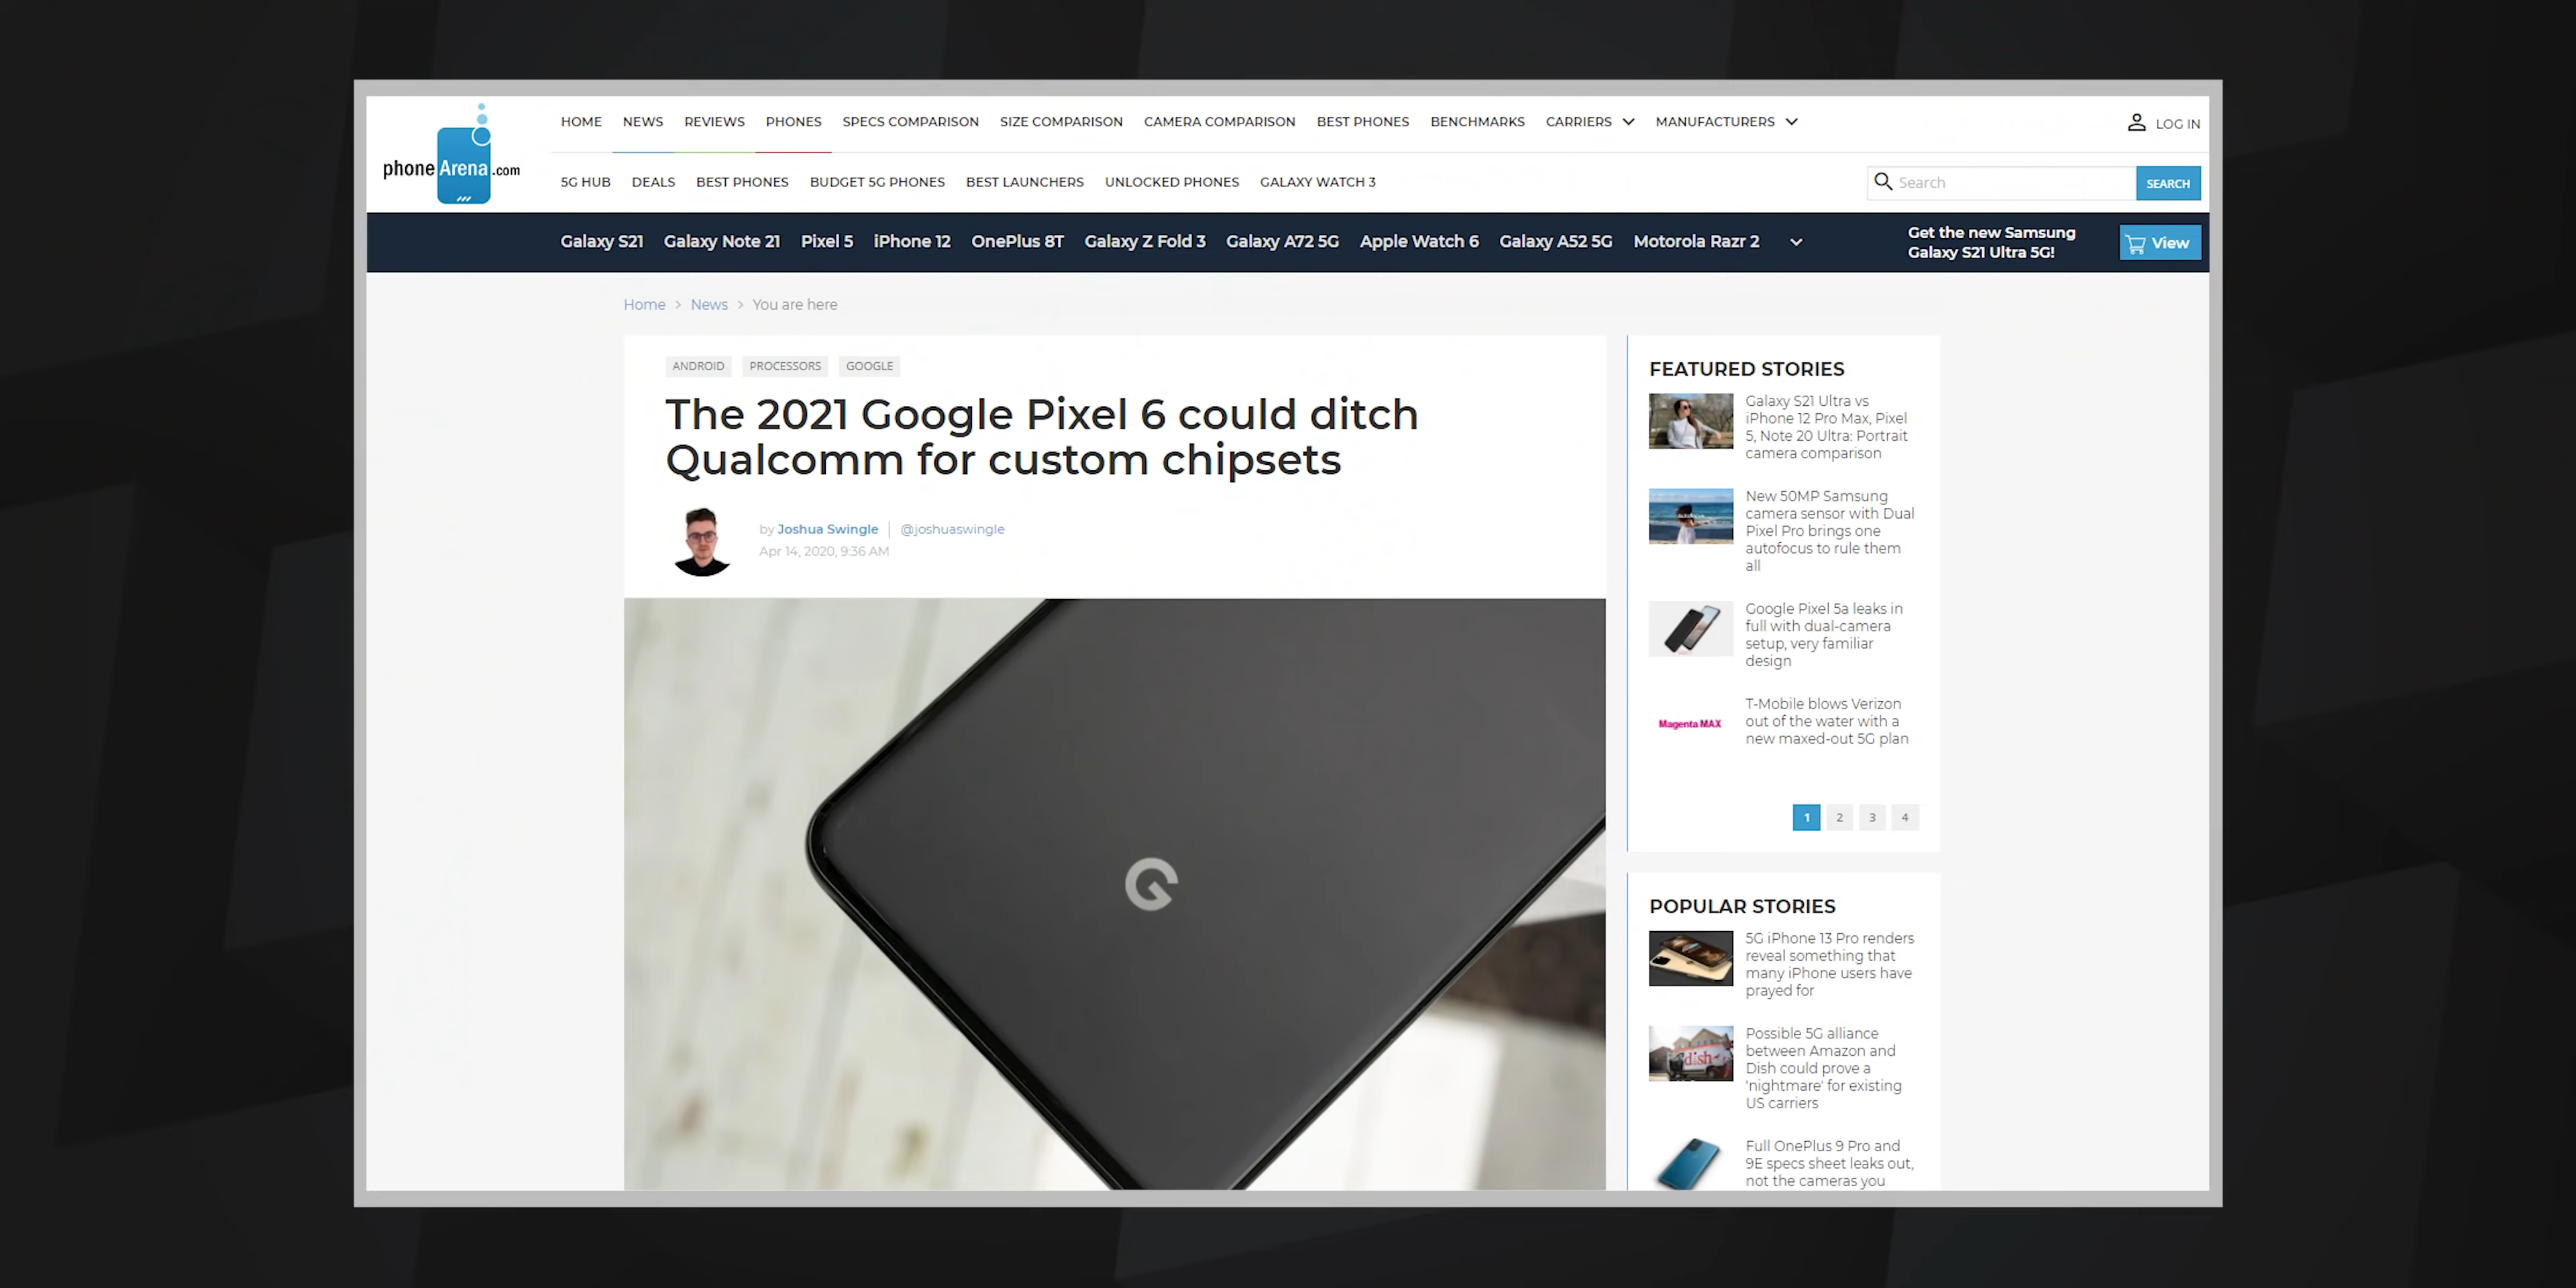 phoneArena.com
HOME NEWS REVIEWS PHONES SPECS COMPARISON SIZE COMPARISON CAMERA COMPARISON BEST PHONES BENCHMARKS CARRIERS MANUFACTURERS
LOG IN
5G HUB DEALS BEST PHONES BUDGET 5G PHONES BEST LAUNCHERS UNLOCKED PHONES GALAXY WATCH 3
Search
SEARCH
Galaxy S21 Galaxy Note 21 Pixel 5 iPhone 12 OnePlus 8T Galaxy Z Fold 3 Galaxy A72 5G Apple Watch 6 Galaxy A52 5G Motorola Razr 2
Get the new Samsung
Galaxy S21 Ultra 5G!
View
Home > News > You are here
ANDROID PROCESSORS GOOGLE
The 2021 Google Pixel 6 could ditch
Qualcomm for custom chipsets
by Joshua Swingle | @joshuaswingle
Apr 14, 2020, 9:36 AM
G
FEATURED STORIES
Galaxy S21 Ultra vs
iPhone 12 Pro Max, Pixel
5, Note 20 Ultra: Portrait
camera comparison
New 50MP Samsung
camera sensor with Dual
Pixel Pro brings one
autofocus to rule them
all
Google Pixel 5a leaks in
full with dual-camera
setup, very familiar
design
Magenta MAX
T-Mobile blows Verizon
out of the water with a
new maxed-out 5G plan
1 2 3 4
POPULAR STORIES
5G iPhone 13 Pro renders
reveal something that
many iPhone users have
prayed for
dish
Possible 5G alliance
between Amazon and
Dish could prove a
'nightmare' for existing
US carriers
Full OnePlus 9 Pro and
9E specs sheet leaks out,
not the cameras you